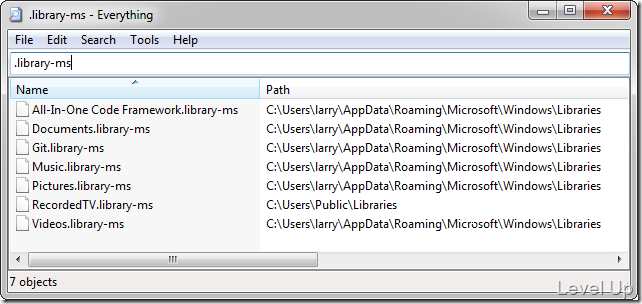 .library-ms - Everything
File Edit Search Tools Help
.library-ms
Name Path
All-In-One Code Framework.library-ms C:\Users\larry\AppData\Roaming\Microsoft\Windows\Libraries
Documents.library-ms C:\Users\larry\AppData\Roaming\Microsoft\Windows\Libraries
Git.library-ms C:\Users\larry\AppData\Roaming\Microsoft\Windows\Libraries
Music.library-ms C:\Users\larry\AppData\Roaming\Microsoft\Windows\Libraries
Pictures.library-ms C:\Users\larry\AppData\Roaming\Microsoft\Windows\Libraries
RecordedTV.library-ms C:\Users\Public\Libraries
Videos.library-ms C:\Users\larry\AppData\Roaming\Microsoft\Windows\Libraries
7 objects
Level Up